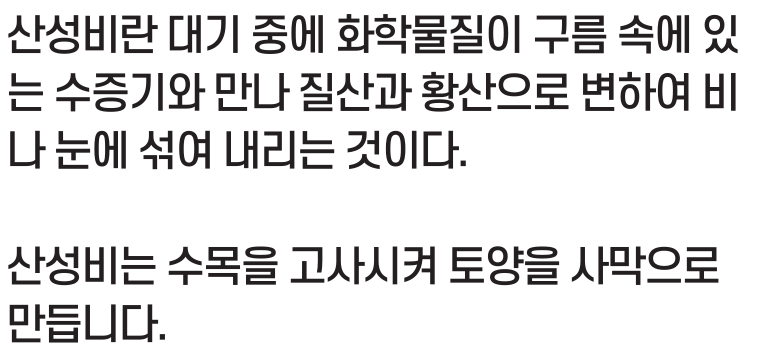 산성비란 대기 중에 화학물질이 구름 속에 있
는 수증기와 만나 질산과 황산으로 변하여 비
나 눈에 섞여 내리는 것이다.
산성비는 수목을 고사시켜 토양을 사막으로
만듭니다.